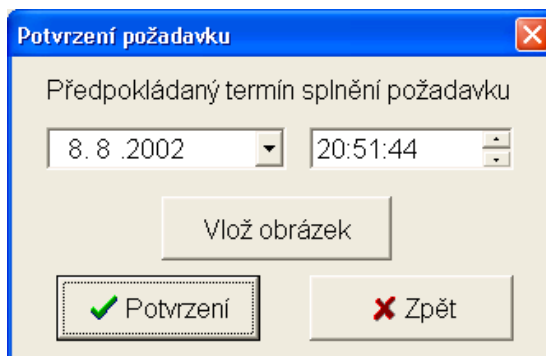 Potvrzení požadavku
Předpokládaný termín splnění požadavku
8. 8 .2002 20:51:44
Vlož obrázek
Potvrzení Zpět